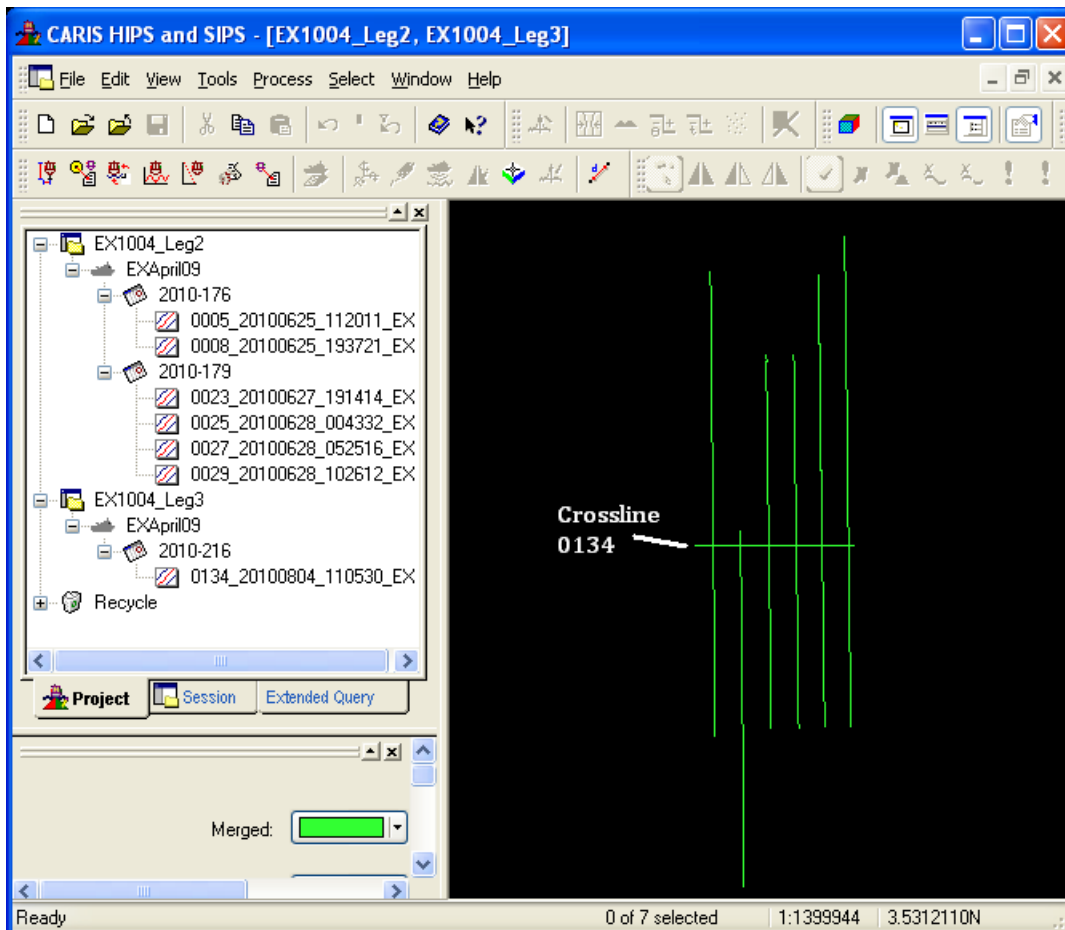 CARIS HIPS and SIPS - [EX1004_Leg2, EX1004_Leg3]
File Edit View Tools Process Select Window Help
EX1004_Leg2
EXApril09
2010-176
0005_20100625_112011_EX
0008_20100625_193721_EX
2010-179
0023_20100627_191414_EX
0025_20100628_004332_EX
0027_20100628_052516_EX
0029_20100628_102612_EX
EX1004_Leg3
EXApril09
2010-216
0134_20100804_110530_EX
Recycle
Project Session Extended Query
Merged:
Crossline
0134
Ready 0 of 7 selected 1:1399944 3.5312110N